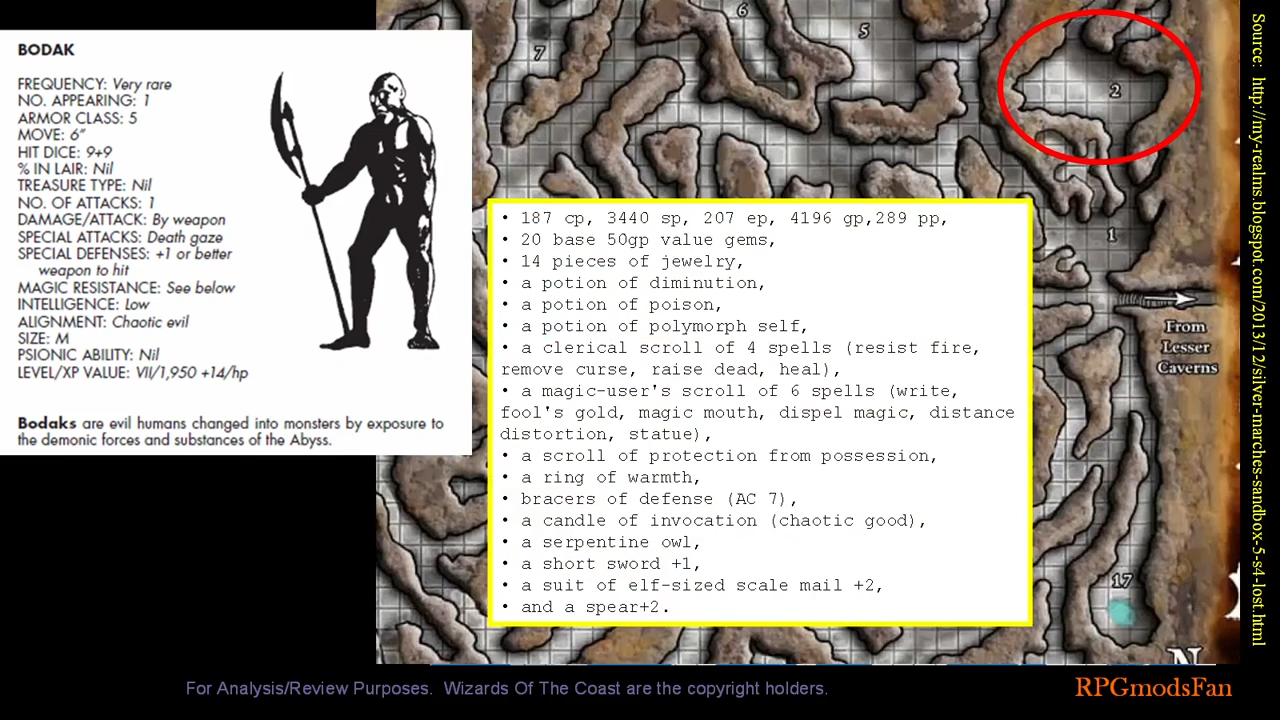 BODAK
FREQUENCY: Very rare
NO. APPEARING: 1
ARMOR CLASS: 5
MOVE: 6"
HIT DICE: 9+9
% IN LAIR: Nil
TREASURE TYPE: Nil
NO. OF ATTACKS: 1
DAMAGE/ATTACK: By weapon
SPECIAL ATTACKS: Death gaze
SPECIAL DEFENSES: +1 or better
weapon to hit
MAGIC RESISTANCE: See below
INTELLIGENCE: Low
ALIGNMENT: Chaotic evil
SIZE: M
PSIONIC ABILITY: Nil
LEVEL/XP VALUE: VII/1,950 +14/hp
Bodaks are evil humans changed into monsters by exposure to
the demonic forces and substances of the Abyss.
6
5
7
2
1
From
Lesser
Caverns
17
N
• 187 cp, 3440 sp, 207 ep, 4196 gp,289 pp,
• 20 base 50gp value gems,
• 14 pieces of jewelry,
• a potion of diminution,
• a potion of poison,
• a potion of polymorph self,
• a clerical scroll of 4 spells (resist fire,
remove curse, raise dead, heal),
• a magic-user's scroll of 6 spells (write,
fool's gold, magic mouth, dispel magic, distance
distortion, statue),
• a scroll of protection from possession,
• a ring of warmth,
• bracers of defense (AC 7),
• a candle of invocation (chaotic good),
• a serpentine owl,
• a short sword +1,
• a suit of elf-sized scale mail +2,
• and a spear+2.
Source: http://my-realms.blogspot.com/2013/12/silver-marches-sandbox-5-s4-lost.html
For Analysis/Review Purposes. Wizards Of The Coast are the copyright holders.
RPGmodsFan